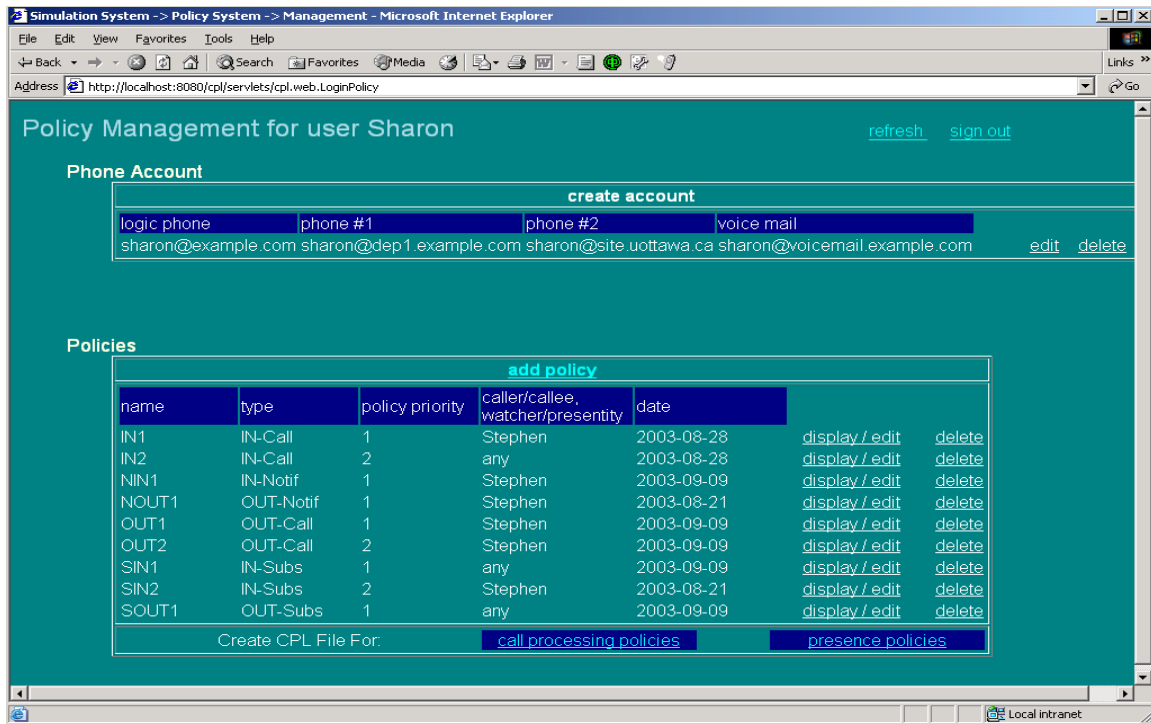 Simulation System -> Policy System -> Management - Microsoft Internet Explorer
File Edit View Favorites Tools Help
Back Search Favorites Media Links »
Address http://localhost:8080/cpl/servlets/cpl.web.LoginPolicy Go
Policy Management for user Sharon refresh sign out
Phone Account
create account
logic phone phone #1 phone #2 voice mail
sharon@example.com sharon@dep1.example.com sharon@site.uottawa.ca sharon@voicemail.example.com edit delete
Policies
add policy
name type policy priority caller/callee, watcher/presentity date
IN1 IN-Call 1 Stephen 2003-08-28 display / edit delete
IN2 IN-Call 2 any 2003-08-28 display / edit delete
NIN1 IN-Notif 1 Stephen 2003-09-09 display / edit delete
NOUT1 OUT-Notif 1 Stephen 2003-08-21 display / edit delete
OUT1 OUT-Call 1 Stephen 2003-09-09 display / edit delete
OUT2 OUT-Call 2 Stephen 2003-09-09 display / edit delete
SIN1 IN-Subs 1 any 2003-09-09 display / edit delete
SIN2 IN-Subs 2 Stephen 2003-08-21 display / edit delete
SOUT1 OUT-Subs 1 any 2003-09-09 display / edit delete
Create CPL File For: call processing policies presence policies
Local intranet